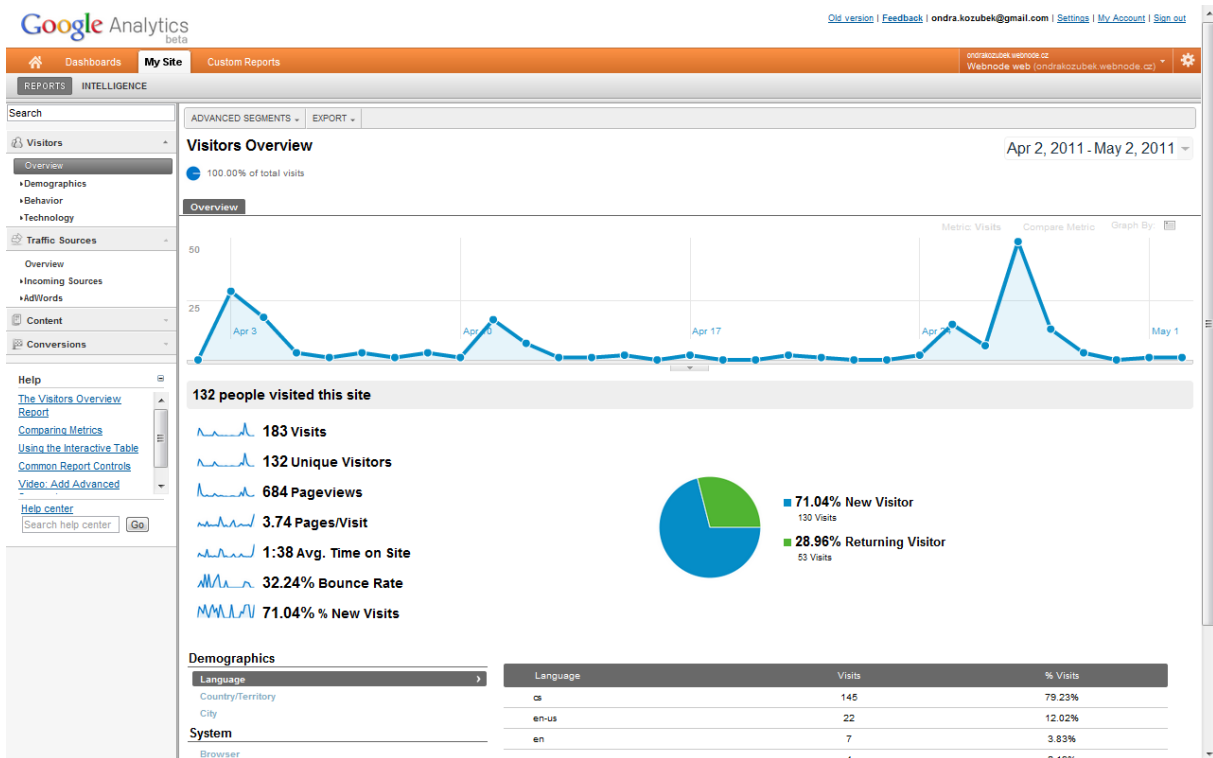 Google Analytics
beta
Old version | Feedback | ondra.kozubek@gmail.com | Settings | My Account | Sign out
Dashboards
My Site
Custom Reports
ondrakozubek.webnode.cz
Webnode web (ondrakozubek.webnode.cz)
REPORTS
INTELLIGENCE
Search
Visitors
Overview
Demographics
Behavior
Technology
Traffic Sources
Overview
Incoming Sources
AdWords
Content
Conversions
Help
The Visitors Overview
Report
Comparing Metrics
Using the Interactive Table
Common Report Controls
Video: Add Advanced
Help center
Search help center
Go
ADVANCED SEGMENTS
EXPORT
Visitors Overview
Apr 2, 2011 - May 2, 2011
100.00% of total visits
Overview
Metric: Visits
Compare Metric
Graph By:
50
25
Apr 3
Apr 10
Apr 17
Apr 24
May 1
132 people visited this site
183 Visits
132 Unique Visitors
684 Pageviews
3.74 Pages/Visit
1:38 Avg. Time on Site
32.24% Bounce Rate
71.04% % New Visits
71.04% New Visitor
130 Visits
28.96% Returning Visitor
53 Visits
Demographics
Language
Country/Territory
City
System
Browser
Language Visits % Visits
cs 145 79.23%
en-us 22 12.02%
en 7 3.83%